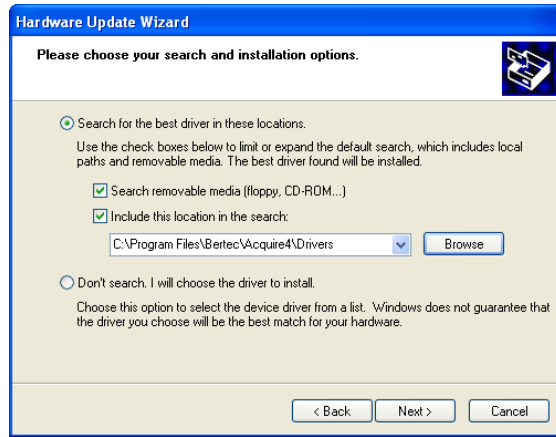 Hardware Update Wizard
Please choose your search and installation options.
Search for the best driver in these locations.
Use the check boxes below to limit or expand the default search, which includes local
paths and removable media. The best driver found will be installed.
Search removable media (floppy, CD-ROM...)
Include this location in the search:
C:\Program Files\Bertec\Acquire4\Drivers
Browse
Don't search. I will choose the driver to install.
Choose this option to select the device driver from a list. Windows does not guarantee that
the driver you choose will be the best match for your hardware.
< Back
Next >
Cancel